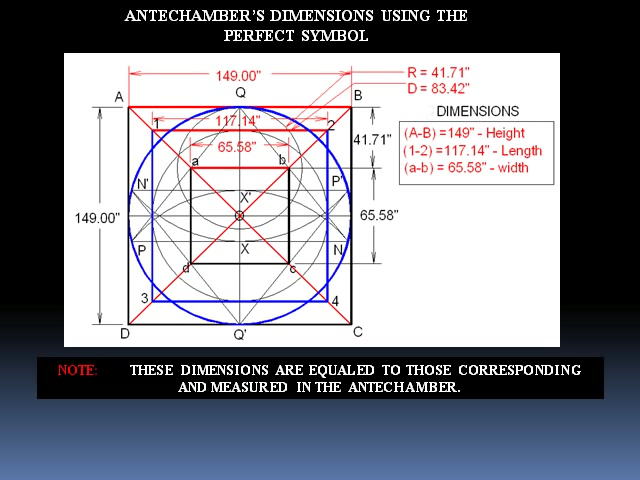 ANTECHAMBER'S DIMENSIONS USING THE
PERFECT SYMBOL
149.00"
R = 41.71"
D = 83.42"
A
Q
B
DIMENSIONS
1
117.14"
2
(A-B) =149" - Height
(1-2) =117.14" - Length
(a-b) = 65.58" - width
41.71"
65.58"
a
b
N'
P'
X'
149.00"
65.58"
P
X
N
d
c
3
4
D
Q'
C
NOTE: THESE DIMENSIONS ARE EQUALED TO THOSE CORRESPONDING
AND MEASURED IN THE ANTECHAMBER.